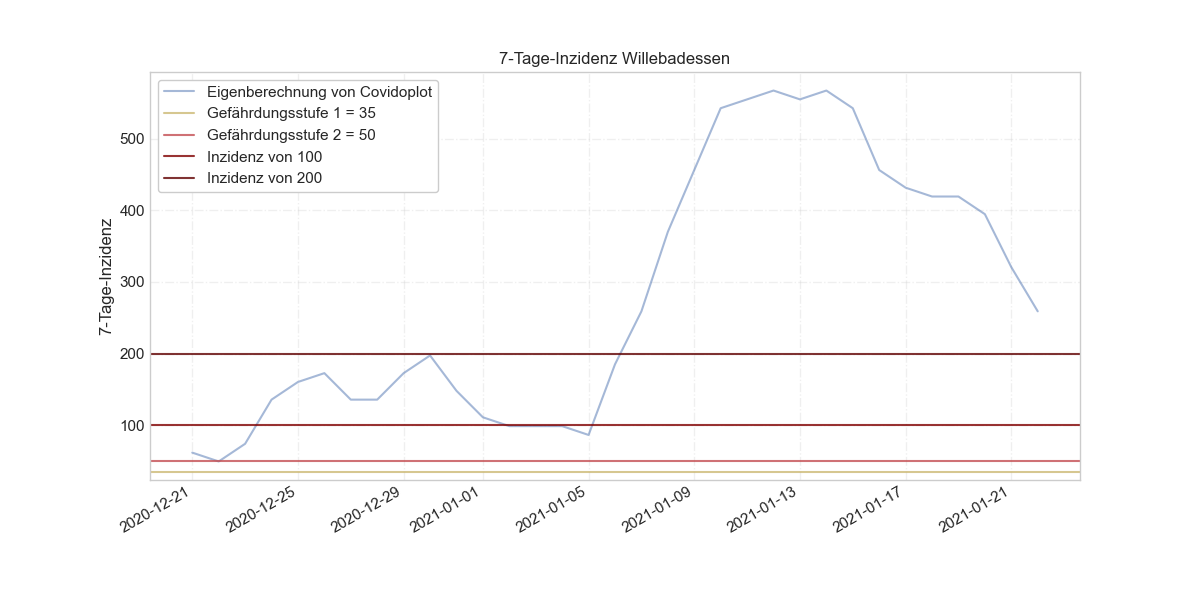 7-Tage-Inzidenz Willebadessen
Eigenberechnung von Covidoplot
Gefährdungsstufe 1 = 35
Gefährdungsstufe 2 = 50
Inzidenz von 100
Inzidenz von 200
7-Tage-Inzidenz
500
400
300
200
100
2020-12-21
2020-12-25
2020-12-29
2021-01-01
2021-01-05
2021-01-09
2021-01-13
2021-01-17
2021-01-21